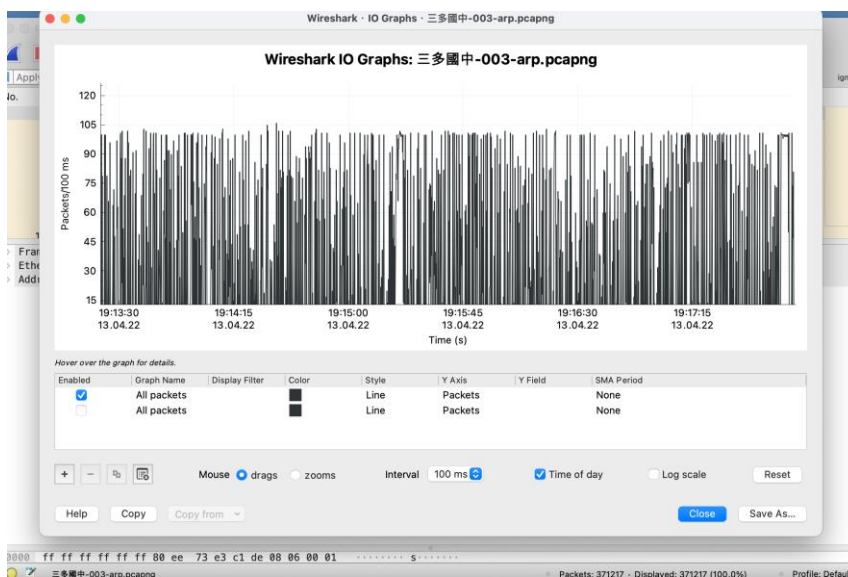 Wireshark · IO Graphs · 三多國中-003-arp.pcapng
Appl
No.
Wireshark IO Graphs: 三多國中-003-arp.pcapng
120
105
90
75
60
45
30
15
Packets/100 ms
19:13:30 19:14:15 19:15:00 19:15:45 19:16:30 19:17:15
13.04.22 13.04.22 13.04.22 13.04.22 13.04.22 13.04.22
Time (s)
Fran
Ethe
Addr
Hover over the graph for details.
Enabled Graph Name Display Filter Color Style Y Axis Y Field SMA Period
All packets Line Packets None
All packets Line Packets None
+ − Mouse drags zooms Interval 100 ms Time of day Log scale Reset
Help Copy Copy from Close Save As...
0000 ff ff ff ff ff ff 80 ee 73 e3 c1 de 08 06 00 01 ········ s·······
三多國中-003-arp.pcapng Packets: 371217 · Displayed: 371217 (100.0%) Profile: Defaul